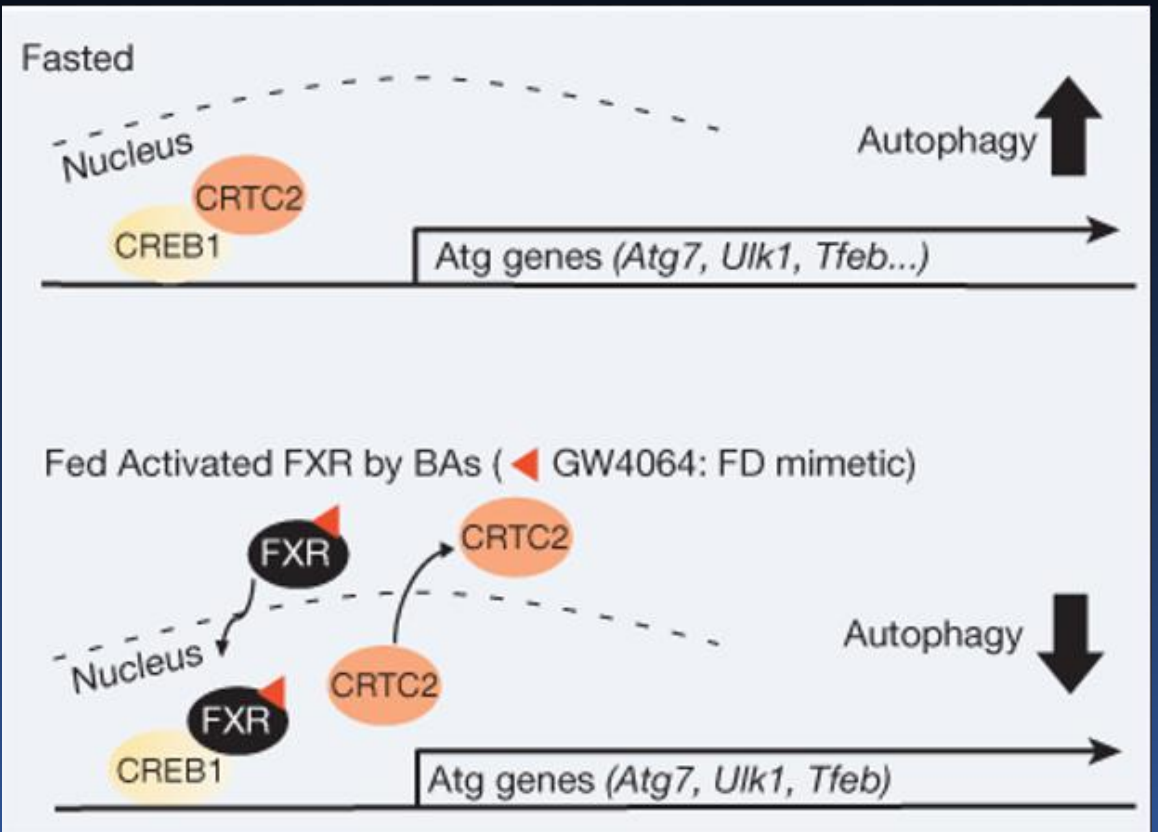 Fasted
Nucleus
CRTC2
CREB1
Autophagy
Atg genes (Atg7, Ulk1, Tfeb...)
Fed Activated FXR by BAs ( GW4064: FD mimetic)
FXR
CRTC2
Nucleus
Autophagy
CRTC2
FXR
CREB1
Atg genes (Atg7, Ulk1, Tfeb)